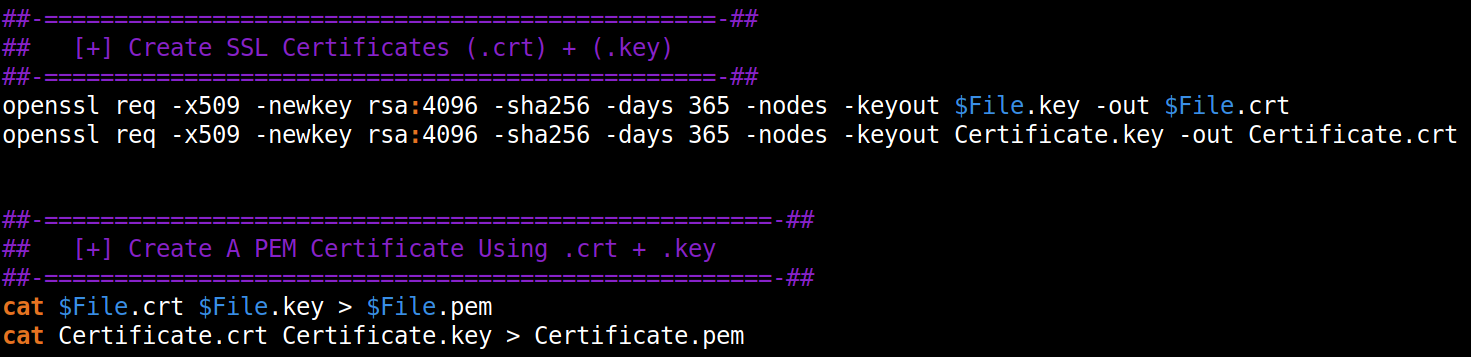 ##-================================================-##
##   [+] Create SSL Certificates (.crt) + (.key)
##-================================================-##
openssl req -x509 -newkey rsa:4096 -sha256 -days 365 -nodes -keyout $File.key -out $File.crt
openssl req -x509 -newkey rsa:4096 -sha256 -days 365 -nodes -keyout Certificate.key -out Certificate.crt
##-====================================================-##
##   [+] Create A PEM Certificate Using .crt + .key
##-====================================================-##
cat $File.crt $File.key > $File.pem
cat Certificate.crt Certificate.key > Certificate.pem